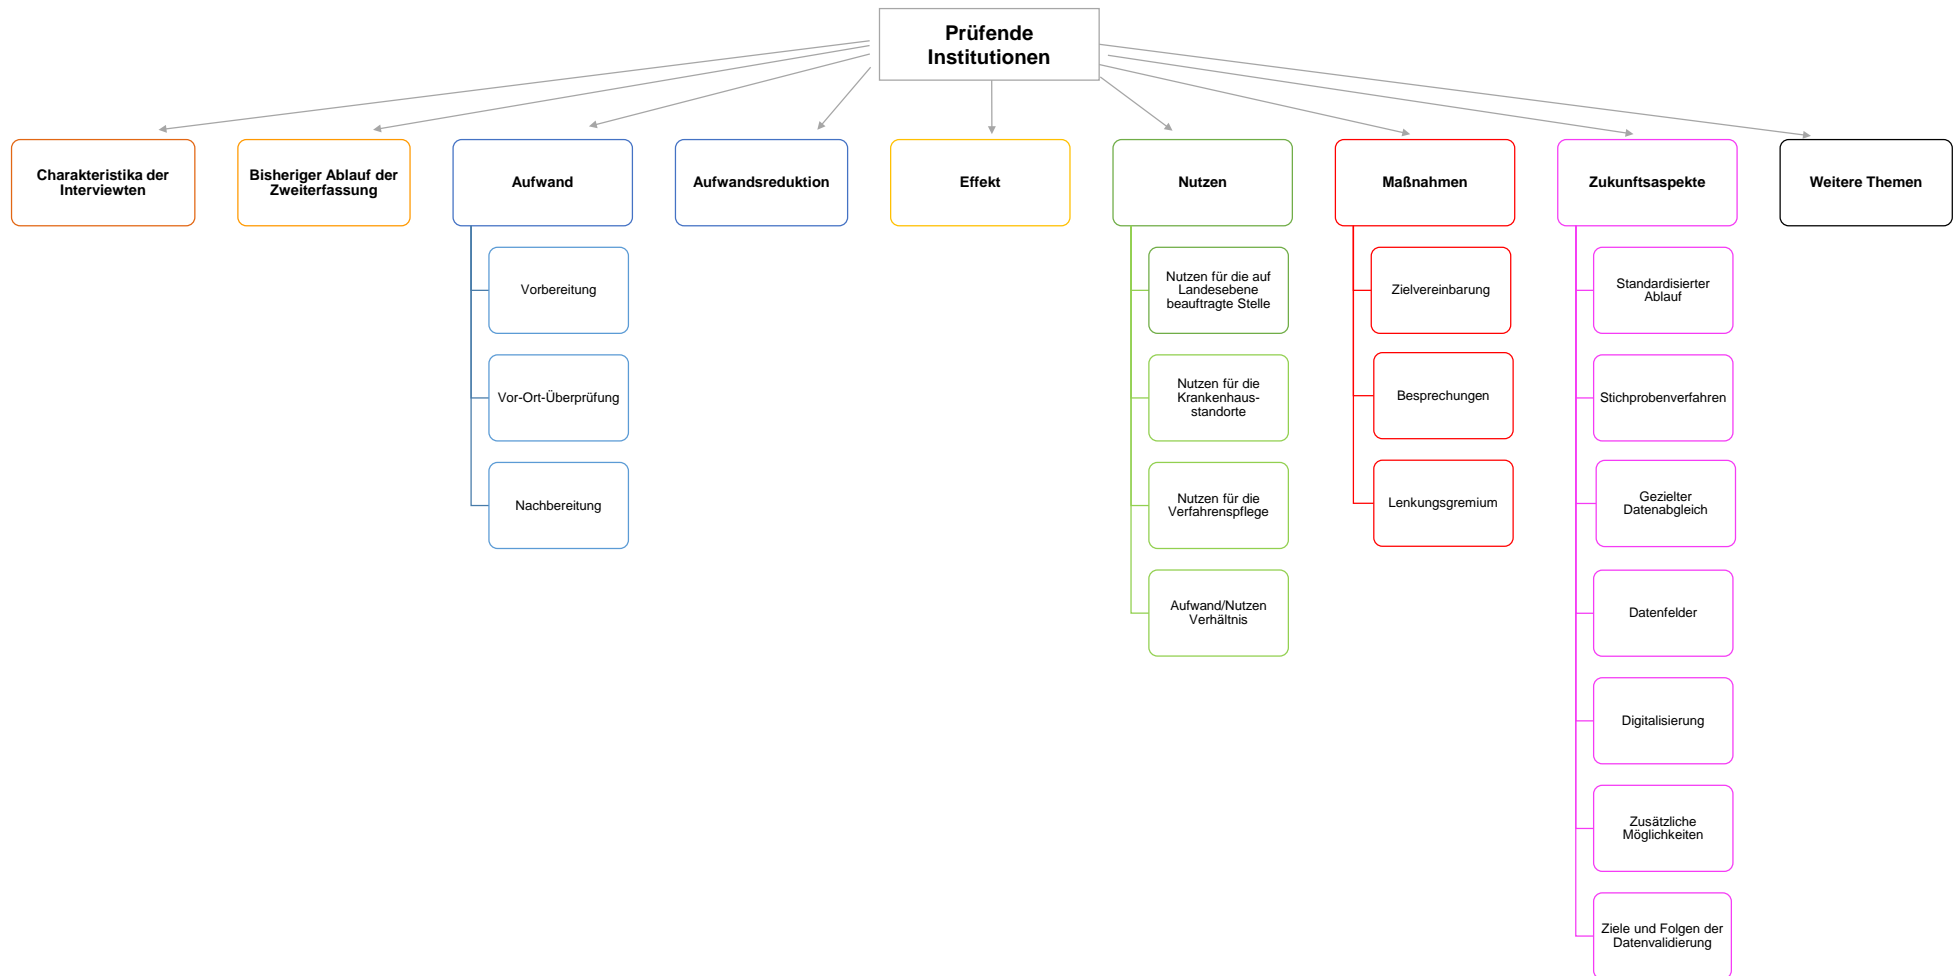 Prüfende
Institutionen
Charakteristika der
Interviewten
Bisheriger Ablauf der
Zweiterfassung
Aufwand
Aufwandsreduktion
Effekt
Nutzen
Maßnahmen
Zukunftsaspekte
Weitere Themen
Vorbereitung
Vor-Ort-Überprüfung
Nachbereitung
Nutzen für die auf
Landesebene
beauftragte Stelle
Nutzen für die
Krankenhaus-
standorte
Nutzen für die
Verfahrenspflege
Aufwand/Nutzen
Verhältnis
Zielvereinbarung
Besprechungen
Lenkungsgremium
Standardisierter
Ablauf
Stichprobenverfahren
Gezielter
Datenabgleich
Datenfelder
Digitalisierung
Zusätzliche
Möglichkeiten
Ziele und Folgen der
Datenvalidierung